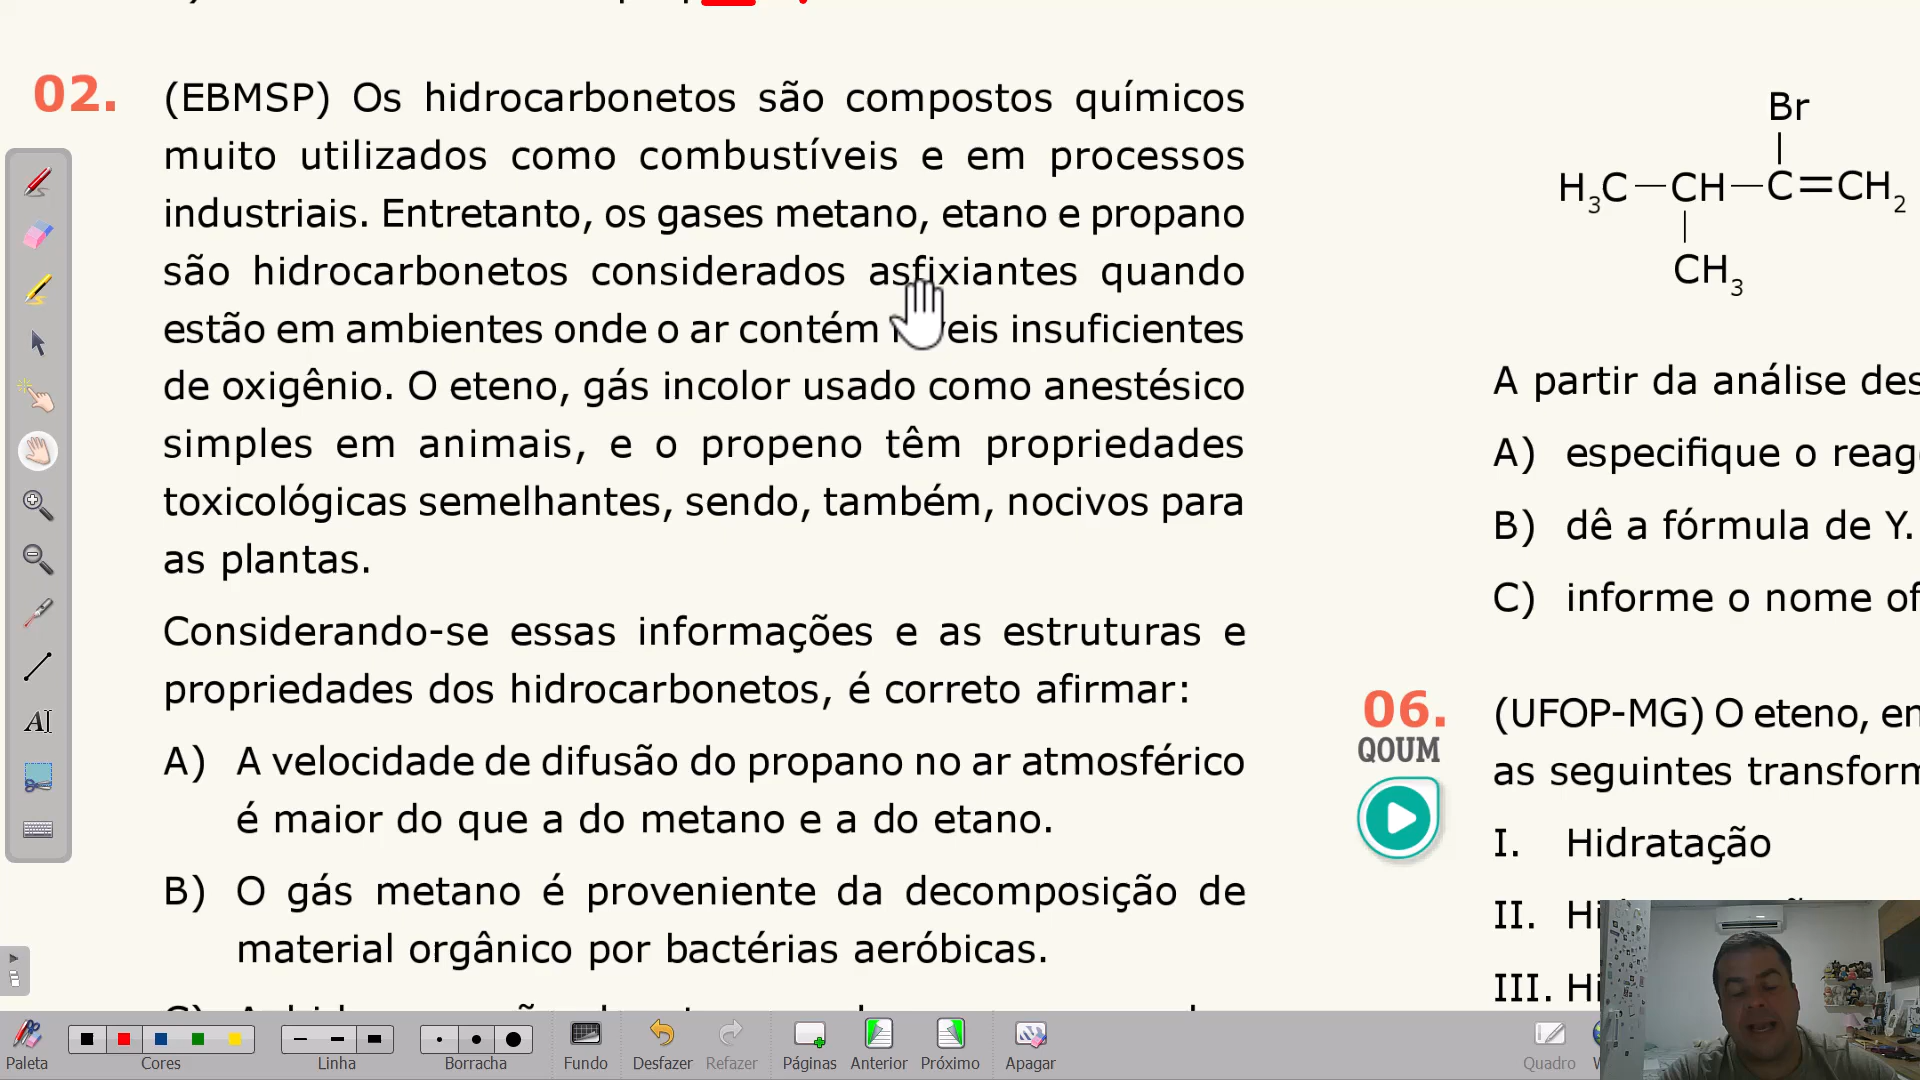 02.
(EBMSP) Os hidrocarbonetos são compostos químicos
muito utilizados como combustíveis e em processos
industriais. Entretanto, os gases metano, etano e propano
são hidrocarbonetos considerados asfixiantes quando
estão em ambientes onde o ar contém insuficientes
de oxigênio. O eteno, gás incolor usado como anestésico
simples em animais, e o propeno têm propriedades
toxicológicas semelhantes, sendo, também, nocivos para
as plantas.
Considerando-se essas informações e as estruturas e
propriedades dos hidrocarbonetos, é correto afirmar:
A) A velocidade de difusão do propano no ar atmosférico
é maior do que a do metano e a do etano.
B) O gás metano é proveniente da decomposição de
material orgânico por bactérias aeróbicas.
Br
H3C — CH — C = CH2
CH3
A partir da análise
A) especifique o
B) dê a fórmula de Y.
C) informe o nome
06.
QOUM
(UFOP-MG) O eteno,
as seguintes
I. Hidratação
II.
III.
AI
Paleta
Cores
Linha
Borracha
Fundo
Desfazer
Refazer
Páginas
Anterior
Próximo
Apagar
Quadro